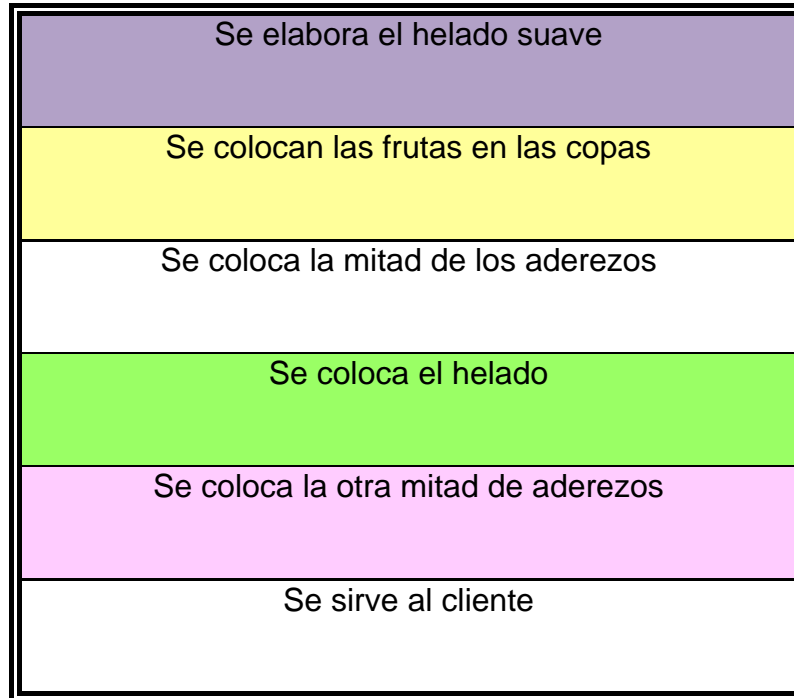 Se elabora el helado suave
Se colocan las frutas en las copas
Se coloca la mitad de los aderezos
Se coloca el helado
Se coloca la otra mitad de aderezos
Se sirve al cliente